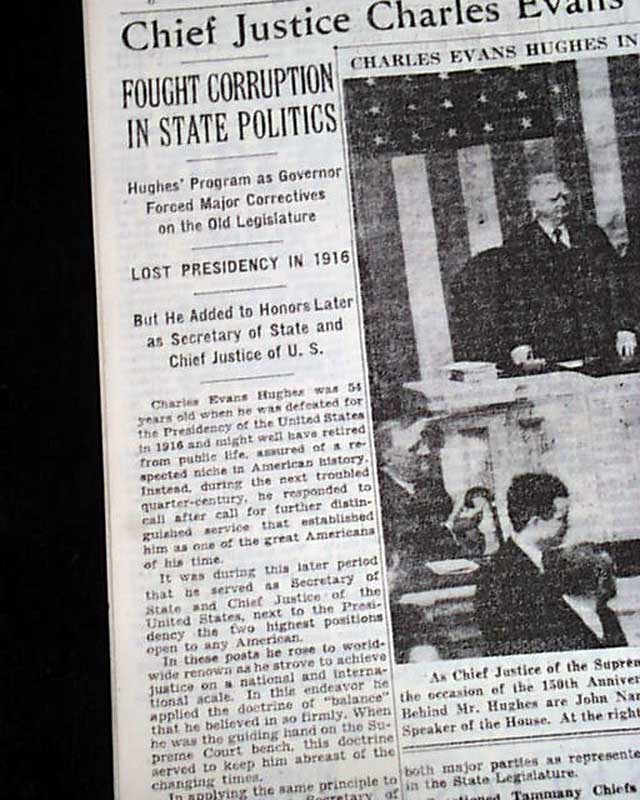 Chief Justice Charles Evans
FOUGHT CORRUPTION
IN STATE POLITICS
Hughes' Program as Governor
Forced Major Correctives
on the Old Legislature
LOST PRESIDENCY IN 1916
But He Added to Honors Later
as Secretary of State and
Chief Justice of U. S.
Charles Evans Hughes was 54
years old when he was defeated for
the Presidency of the United States
in 1916 and might well have retired
from public life, assured of a re-
spected niche in American history.
Instead, during the next troubled
quarter-century, he responded to
call after call for further distin-
guished service that established
him as one of the great Americans
of his time.
It was during this later period
that he served as Secretary of
State and Chief Justice of the
United States, next to the Presi-
dency the two highest positions
open to any American.
In these posts he rose to world-
wide renown as he strove to achieve
justice on a national and interna-
tional scale. In this endeavor he
applied the doctrine of "balance"
that he believed in so firmly. When
he was the guiding hand on the Su-
preme Court bench, this doctrine
served to keep him abreast of the
changing times.
In applying the same principle to
Secretary of
CHARLES EVANS HUGHES IN
As Chief Justice of the Suprem
the occasion of the 150th Anniver
Behind Mr. Hughes are John Nan
Speaker of the House. At the right
both major parties as represente
in the State Legislature.
Tammany Chiefs